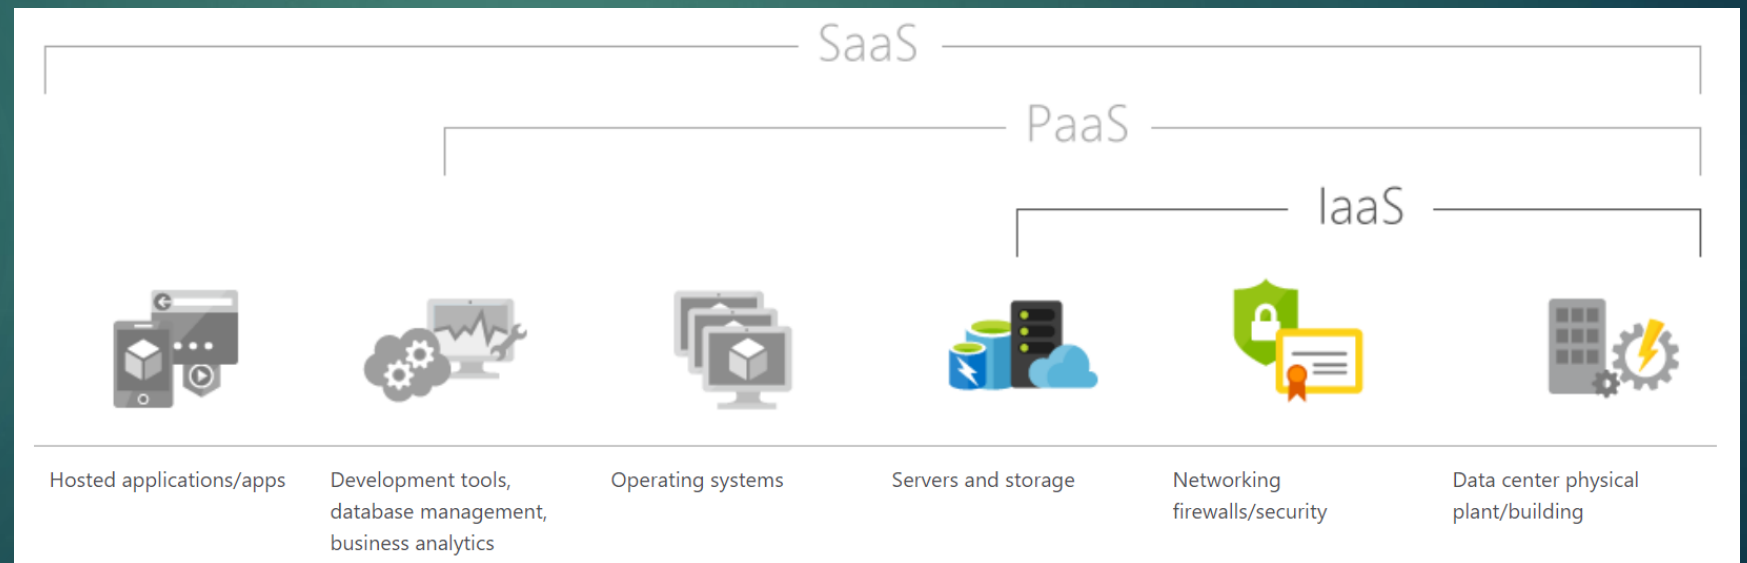 SaaS
PaaS
IaaS
Hosted applications/apps
Development tools,
database management,
business analytics
Operating systems
Servers and storage
Networking
firewalls/security
Data center physical
plant/building